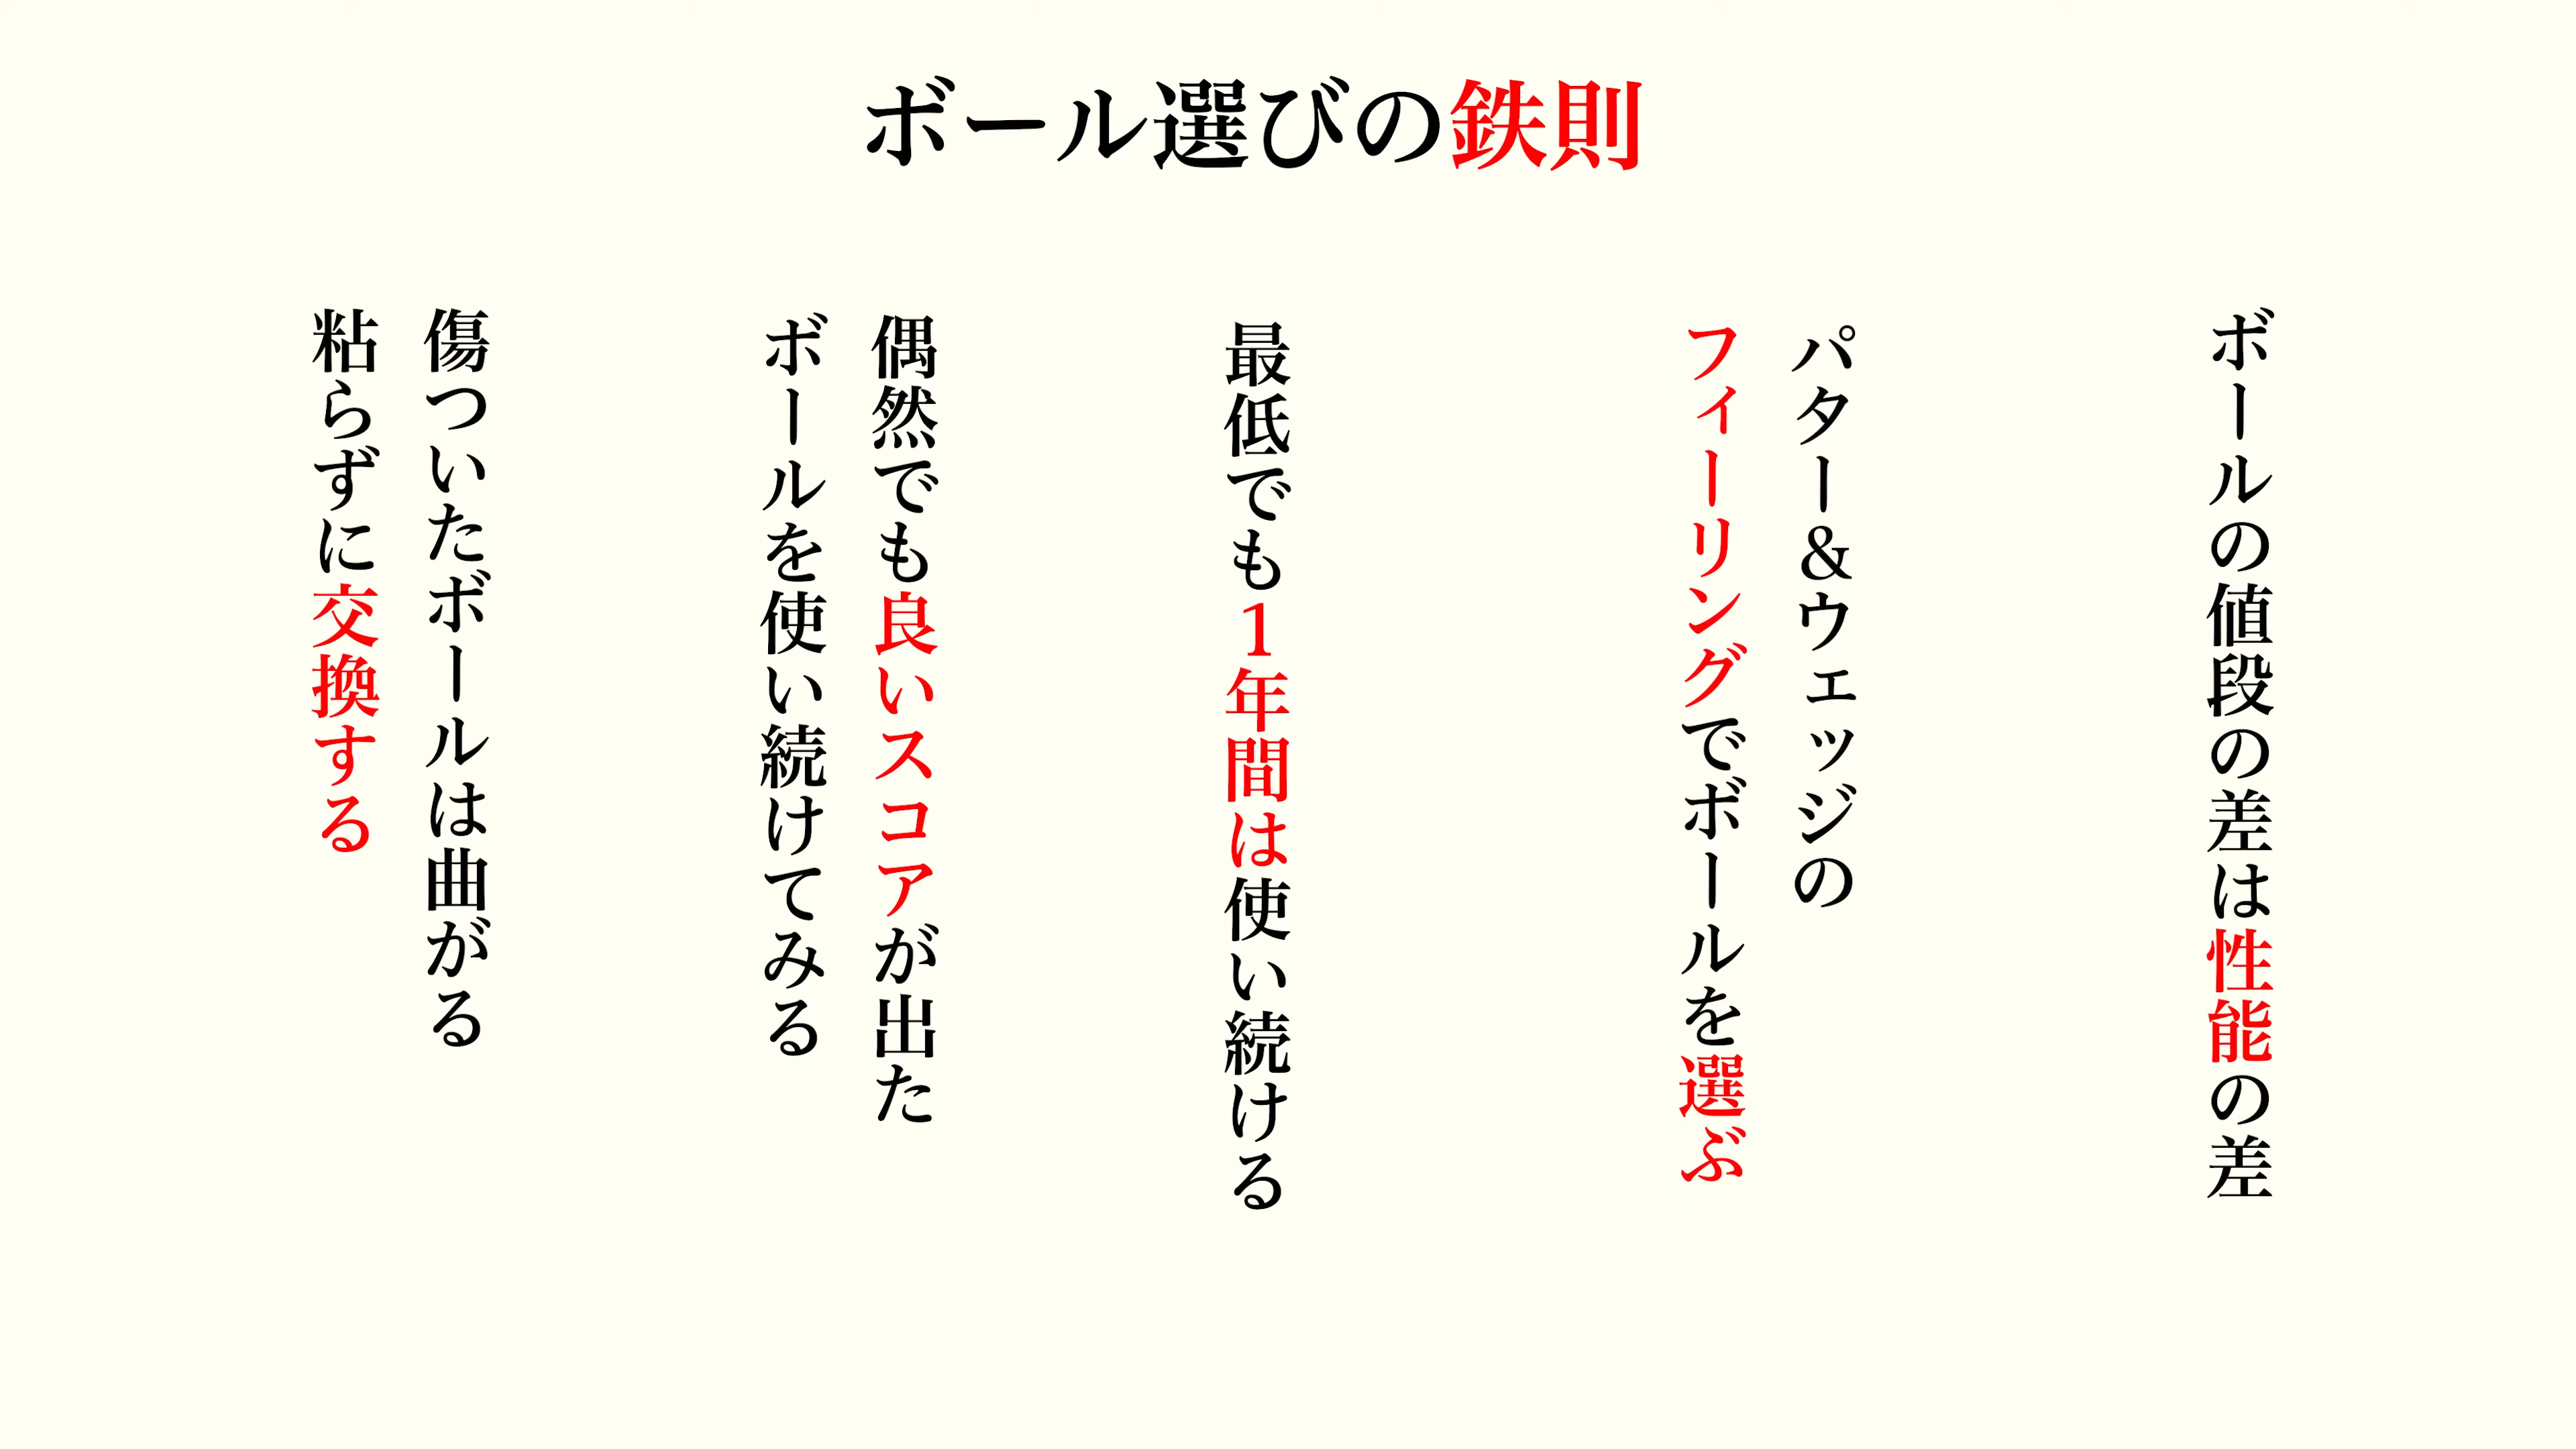 ボール選びの鉄則
ボールの値段の差は性能の差
パター&ウェッジの
フィーリングでボールを選ぶ
最低でも1年間は使い続ける
偶然でも良いスコアが出た
ボールを使い続けてみる
傷ついたボールは曲がる
粘らずに交換する